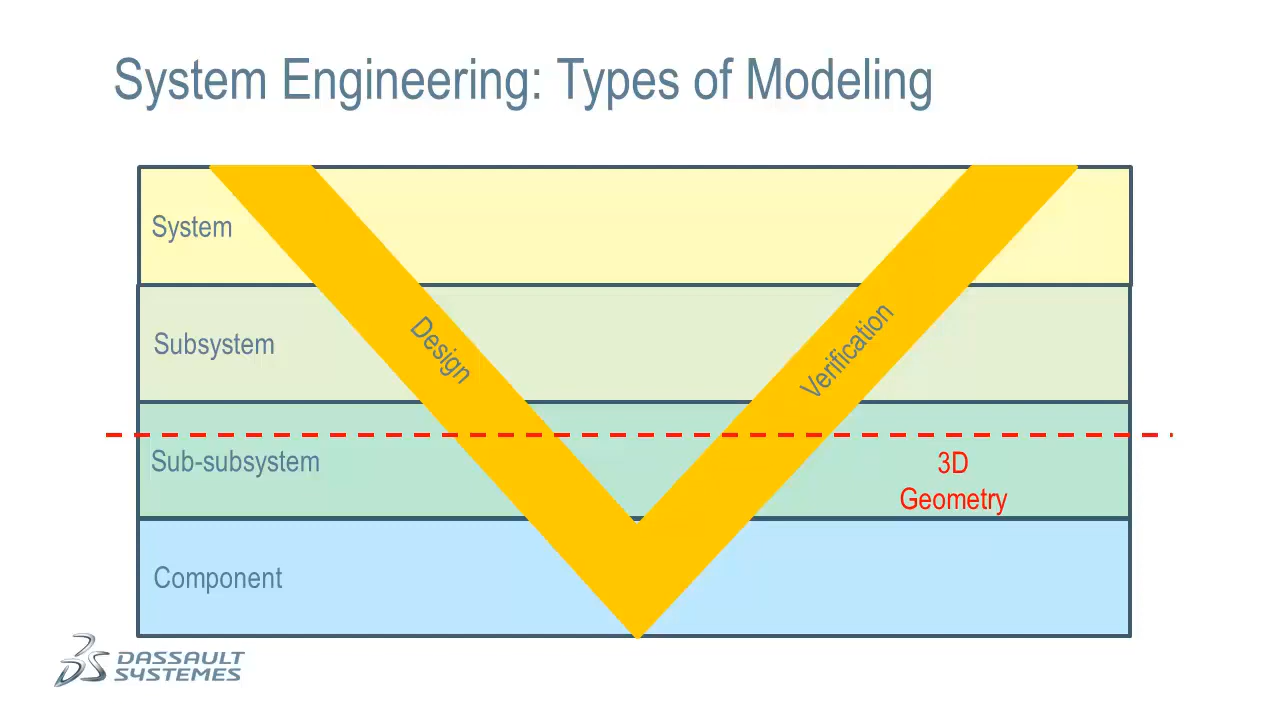 System Engineering: Types of Modeling
System
Subsystem
Design
Verification
Sub-subsystem
3D
Geometry
Component
DASSAULT
SYSTEMES